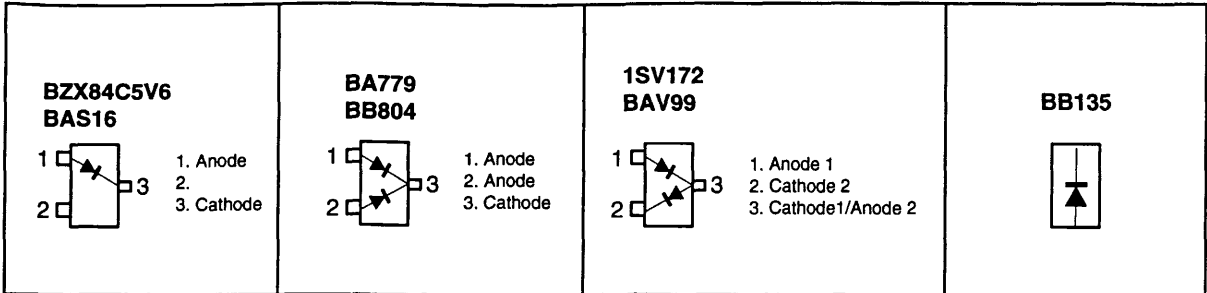 BZX84C5V6
BAS16
1
2
3
1. Anode
2.
3. Cathode
BA779
BB804
1
2
3
1. Anode
2. Anode
3. Cathode
1SV172
BAV99
1
2
3
1. Anode 1
2. Cathode 2
3. Cathode1/Anode 2
BB135